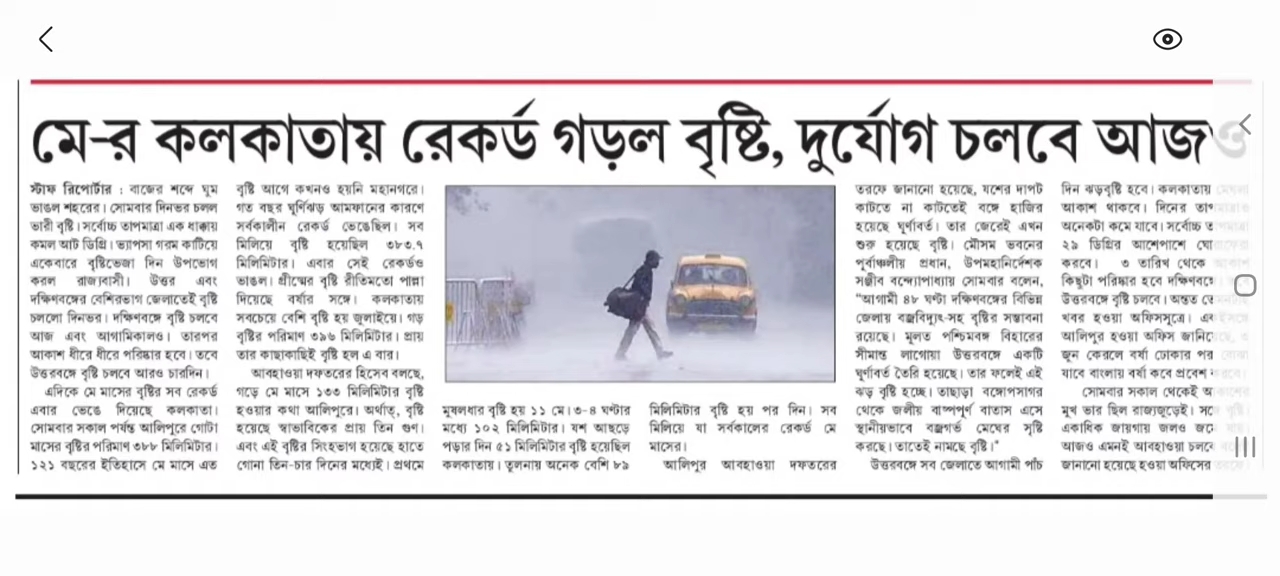 মে-র কলকাতায় রেকর্ড গড়ল বৃষ্টি, দুর্যোগ চলবে আজও
স্টাফ রিপোর্টার : বাজের শব্দে ঘুম
ভাঙল শহরের। সোমবার দিনভর চলল
ভারী বৃষ্টি। সর্বোচ্চ তাপমাত্রা এক ধাক্কায়
কমল আট ডিগ্রি। ভ্যাপসা গরম কাটিয়ে
একেবারে বৃষ্টিভেজা দিন উপভোগ
করল রাজ্যবাসী। উত্তর এবং
দক্ষিণবঙ্গের বেশিরভাগ জেলাতেই বৃষ্টি
চললো দিনভর। দক্ষিণবঙ্গে বৃষ্টি চলবে
আজ এবং আগামিকালও। তারপর
আকাশ ধীরে ধীরে পরিষ্কার হবে। তবে
উত্তরবঙ্গে বৃষ্টি চলবে আরও চারদিন।
এদিকে মে মাসের বৃষ্টির সব রেকর্ড
এবার ভেঙে দিয়েছে কলকাতা।
সোমবার সকাল পর্যন্ত আলিপুরে গোটা
মাসের বৃষ্টির পরিমাণ ৩৮৮ মিলিমিটার।
১২১ বছরের ইতিহাসে মে মাসে এত
বৃষ্টি আগে কখনও হয়নি মহানগরে।
গত বছর ঘূর্ণিঝড় আমফানের কারণে
সর্বকালীন রেকর্ড ভেঙেছিল। সব
মিলিয়ে বৃষ্টি হয়েছিল ৩৮৩.৭
মিলিমিটার। এবার সেই রেকর্ডও
ভাঙল। গ্রীষ্মের বৃষ্টি রীতিমতো পাল্লা
দিয়েছে বর্ষার সঙ্গে। কলকাতায়
সবচেয়ে বেশি বৃষ্টি হয় জুলাইয়ে। গড়
বৃষ্টির পরিমাণ ৩৯৬ মিলিমিটার। প্রায়
তার কাছাকাছিই বৃষ্টি হল এ বার।
আবহাওয়া দফতরের হিসেব বলছে,
গড়ে মে মাসে ১৩৩ মিলিমিটার বৃষ্টি
হওয়ার কথা আলিপুরে। অর্থাৎ, বৃষ্টি
হয়েছে স্বাভাবিকের প্রায় তিন গুণ।
এবং এই বৃষ্টির সিংহভাগ হয়েছে হাতে
গোনা তিন-চার দিনের মধ্যেই। প্রথমে
মুষলধার বৃষ্টি হয় ১১ মে। ৩-৪ ঘণ্টার
মধ্যে ১০২ মিলিমিটার। যশ আছড়ে
পড়ার দিন ৫১ মিলিমিটার বৃষ্টি হয়েছিল
কলকাতায়। তুলনায় অনেক বেশি ৮৯
মিলিমিটার বৃষ্টি হয় পর দিন। সব
মিলিয়ে যা সর্বকালের রেকর্ড মে
মাসের।
আলিপুর আবহাওয়া দফতরের
তরফে জানানো হয়েছে, যশের দাপট
কাটতে না কাটতেই বঙ্গে হাজির
হয়েছে ঘূর্ণাবর্ত। তার জেরেই এখন
শুরু হয়েছে বৃষ্টি। মৌসম ভবনের
পূর্বাঞ্চলীয় প্রধান, উপমহানির্দেশক
সঞ্জীব বন্দ্যোপাধ্যায় সোমবার বলেন,
"আগামী ৪৮ ঘণ্টা দক্ষিণবঙ্গের বিভিন্ন
জেলায় বজ্রবিদ্যুৎ-সহ বৃষ্টির সম্ভাবনা
রয়েছে। মূলত পশ্চিমবঙ্গ বিহারের
সীমান্ত লাগোয়া উত্তরবঙ্গে একটি
ঘূর্ণাবর্ত তৈরি হয়েছে। তার ফলেই এই
ঝড় বৃষ্টি হচ্ছে। তাছাড়া বঙ্গোপসাগর
থেকে জলীয় বাষ্পপূর্ণ বাতাস এসে
স্থানীয়ভাবে বজ্রগর্ভ মেঘের সৃষ্টি
করছে। তাতেই নামছে বৃষ্টি।"
উত্তরবঙ্গে সব জেলাতে আগামী পাঁচ
দিন ঝড়বৃষ্টি হবে। কলকাতায় মেঘলা
আকাশ থাকবে। দিনের তাপমাত্রাও
অনেকটা কমে যাবে। সর্বোচ্চ তাপমাত্রা
২৯ ডিগ্রির আশেপাশে ঘোরাফেরা
করবে। ৩ তারিখ থেকে আকাশ
কিছুটা পরিষ্কার হবে দক্ষিণবঙ্গে।
উত্তরবঙ্গে বৃষ্টি চলবে। অন্তত তেমনটাই
খবর হাওয়া অফিসসূত্রে। এরইসঙ্গে
আলিপুর হাওয়া অফিস জানিয়েছে,
জুন কেরলে বর্ষা ঢোকার পর বোঝা
যাবে বাংলায় বর্ষা কবে প্রবেশ করবে।
সোমবার সকাল থেকেই আকাশের
মুখ ভার ছিল রাজ্যজুড়েই। সঙ্গে বৃষ্টি।
একাধিক জায়গায় জলও জমে যায়।
আজও এমনই আবহাওয়া চলবে
জানানো হয়েছে হাওয়া অফিসের তরফে।